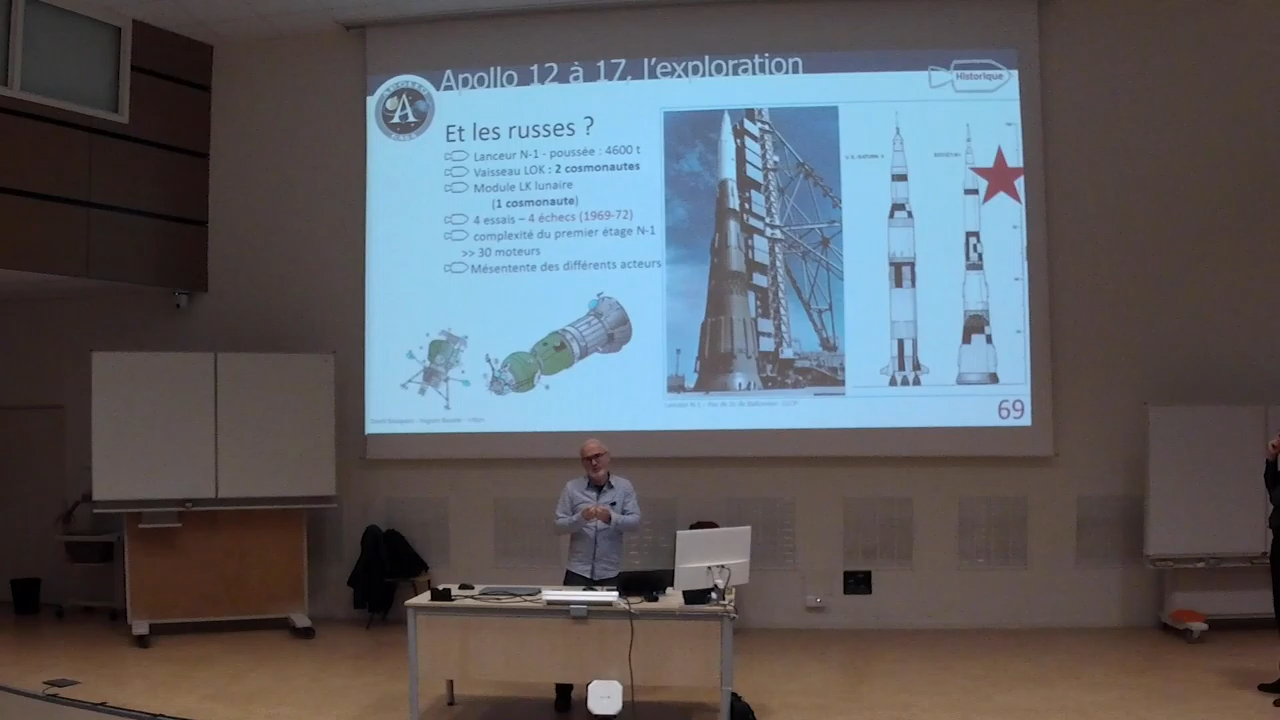 Apollo 12 à 17, l'exploration
Historique
APOLLO
Et les russes ?
Lanceur N-1 - poussée : 4600 t
Vaisseau LOK : 2 cosmonautes
Module LK lunaire
(1 cosmonaute)
4 essais – 4 échecs (1969-72)
complexité du premier étage N-1
>> 30 moteurs
Mésentente des différents acteurs
69